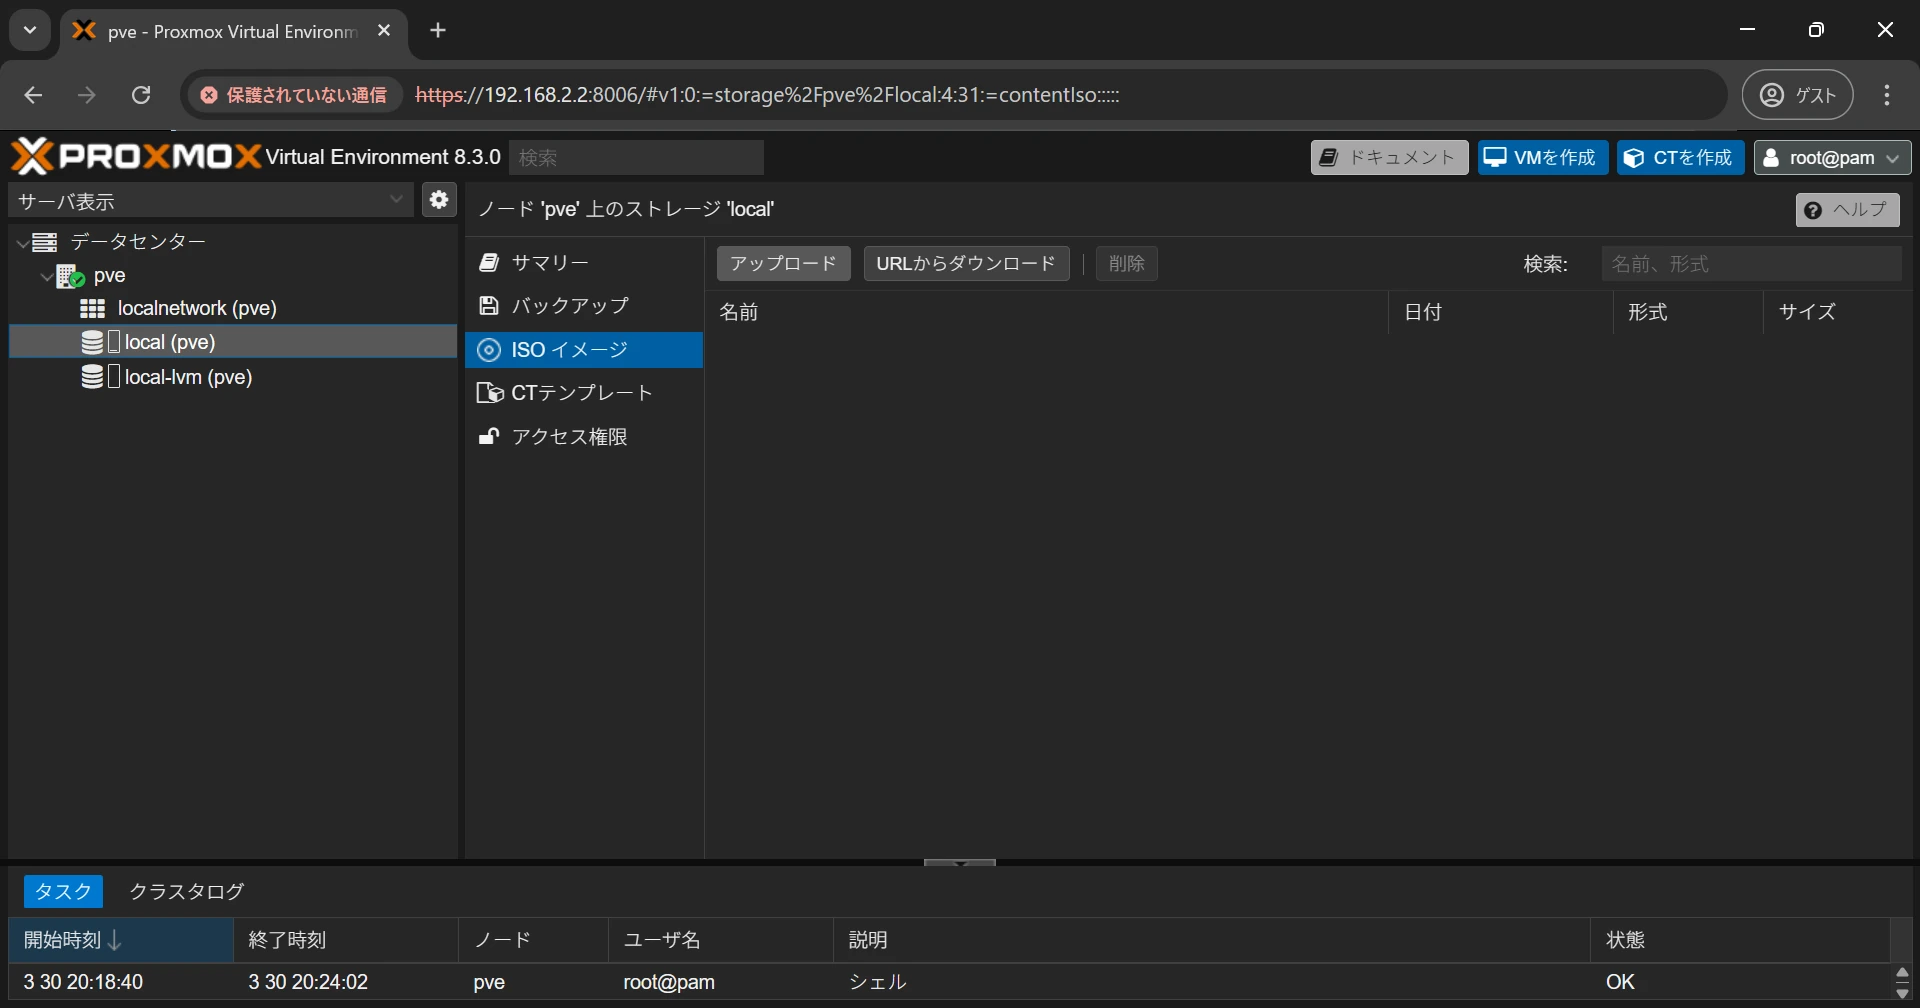 pve - Proxmox Virtual Environm
保護されていない通信
https://192.168.2.2:8006/#v1:0:=storage%2Fpve%2Flocal:4:31:=contentIso:::::
ゲスト
PROXMOX Virtual Environment 8.3.0
検索
ドキュメント
VMを作成
CTを作成
root@pam
サーバ表示
ノード 'pve' 上のストレージ 'local'
ヘルプ
データセンター
pve
localnetwork (pve)
local (pve)
local-lvm (pve)
サマリー
バックアップ
ISO イメージ
CTテンプレート
アクセス権限
アップロード
URLからダウンロード
削除
検索:
名前、形式
名前
日付
形式
サイズ
タスク
クラスタログ
開始時刻
終了時刻
ノード
ユーザ名
説明
状態
3 30 20:18:40
3 30 20:24:02
pve
root@pam
シェル
OK